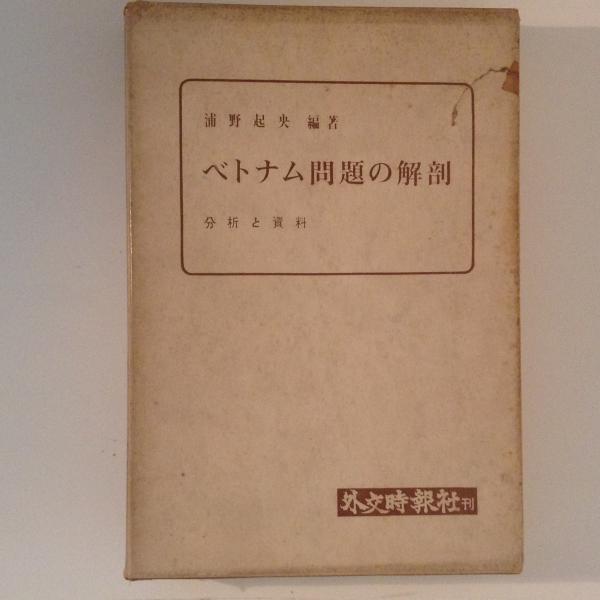 浦野起央 編著
ベトナム問題の解剖
分析と資料
外交時報社刊